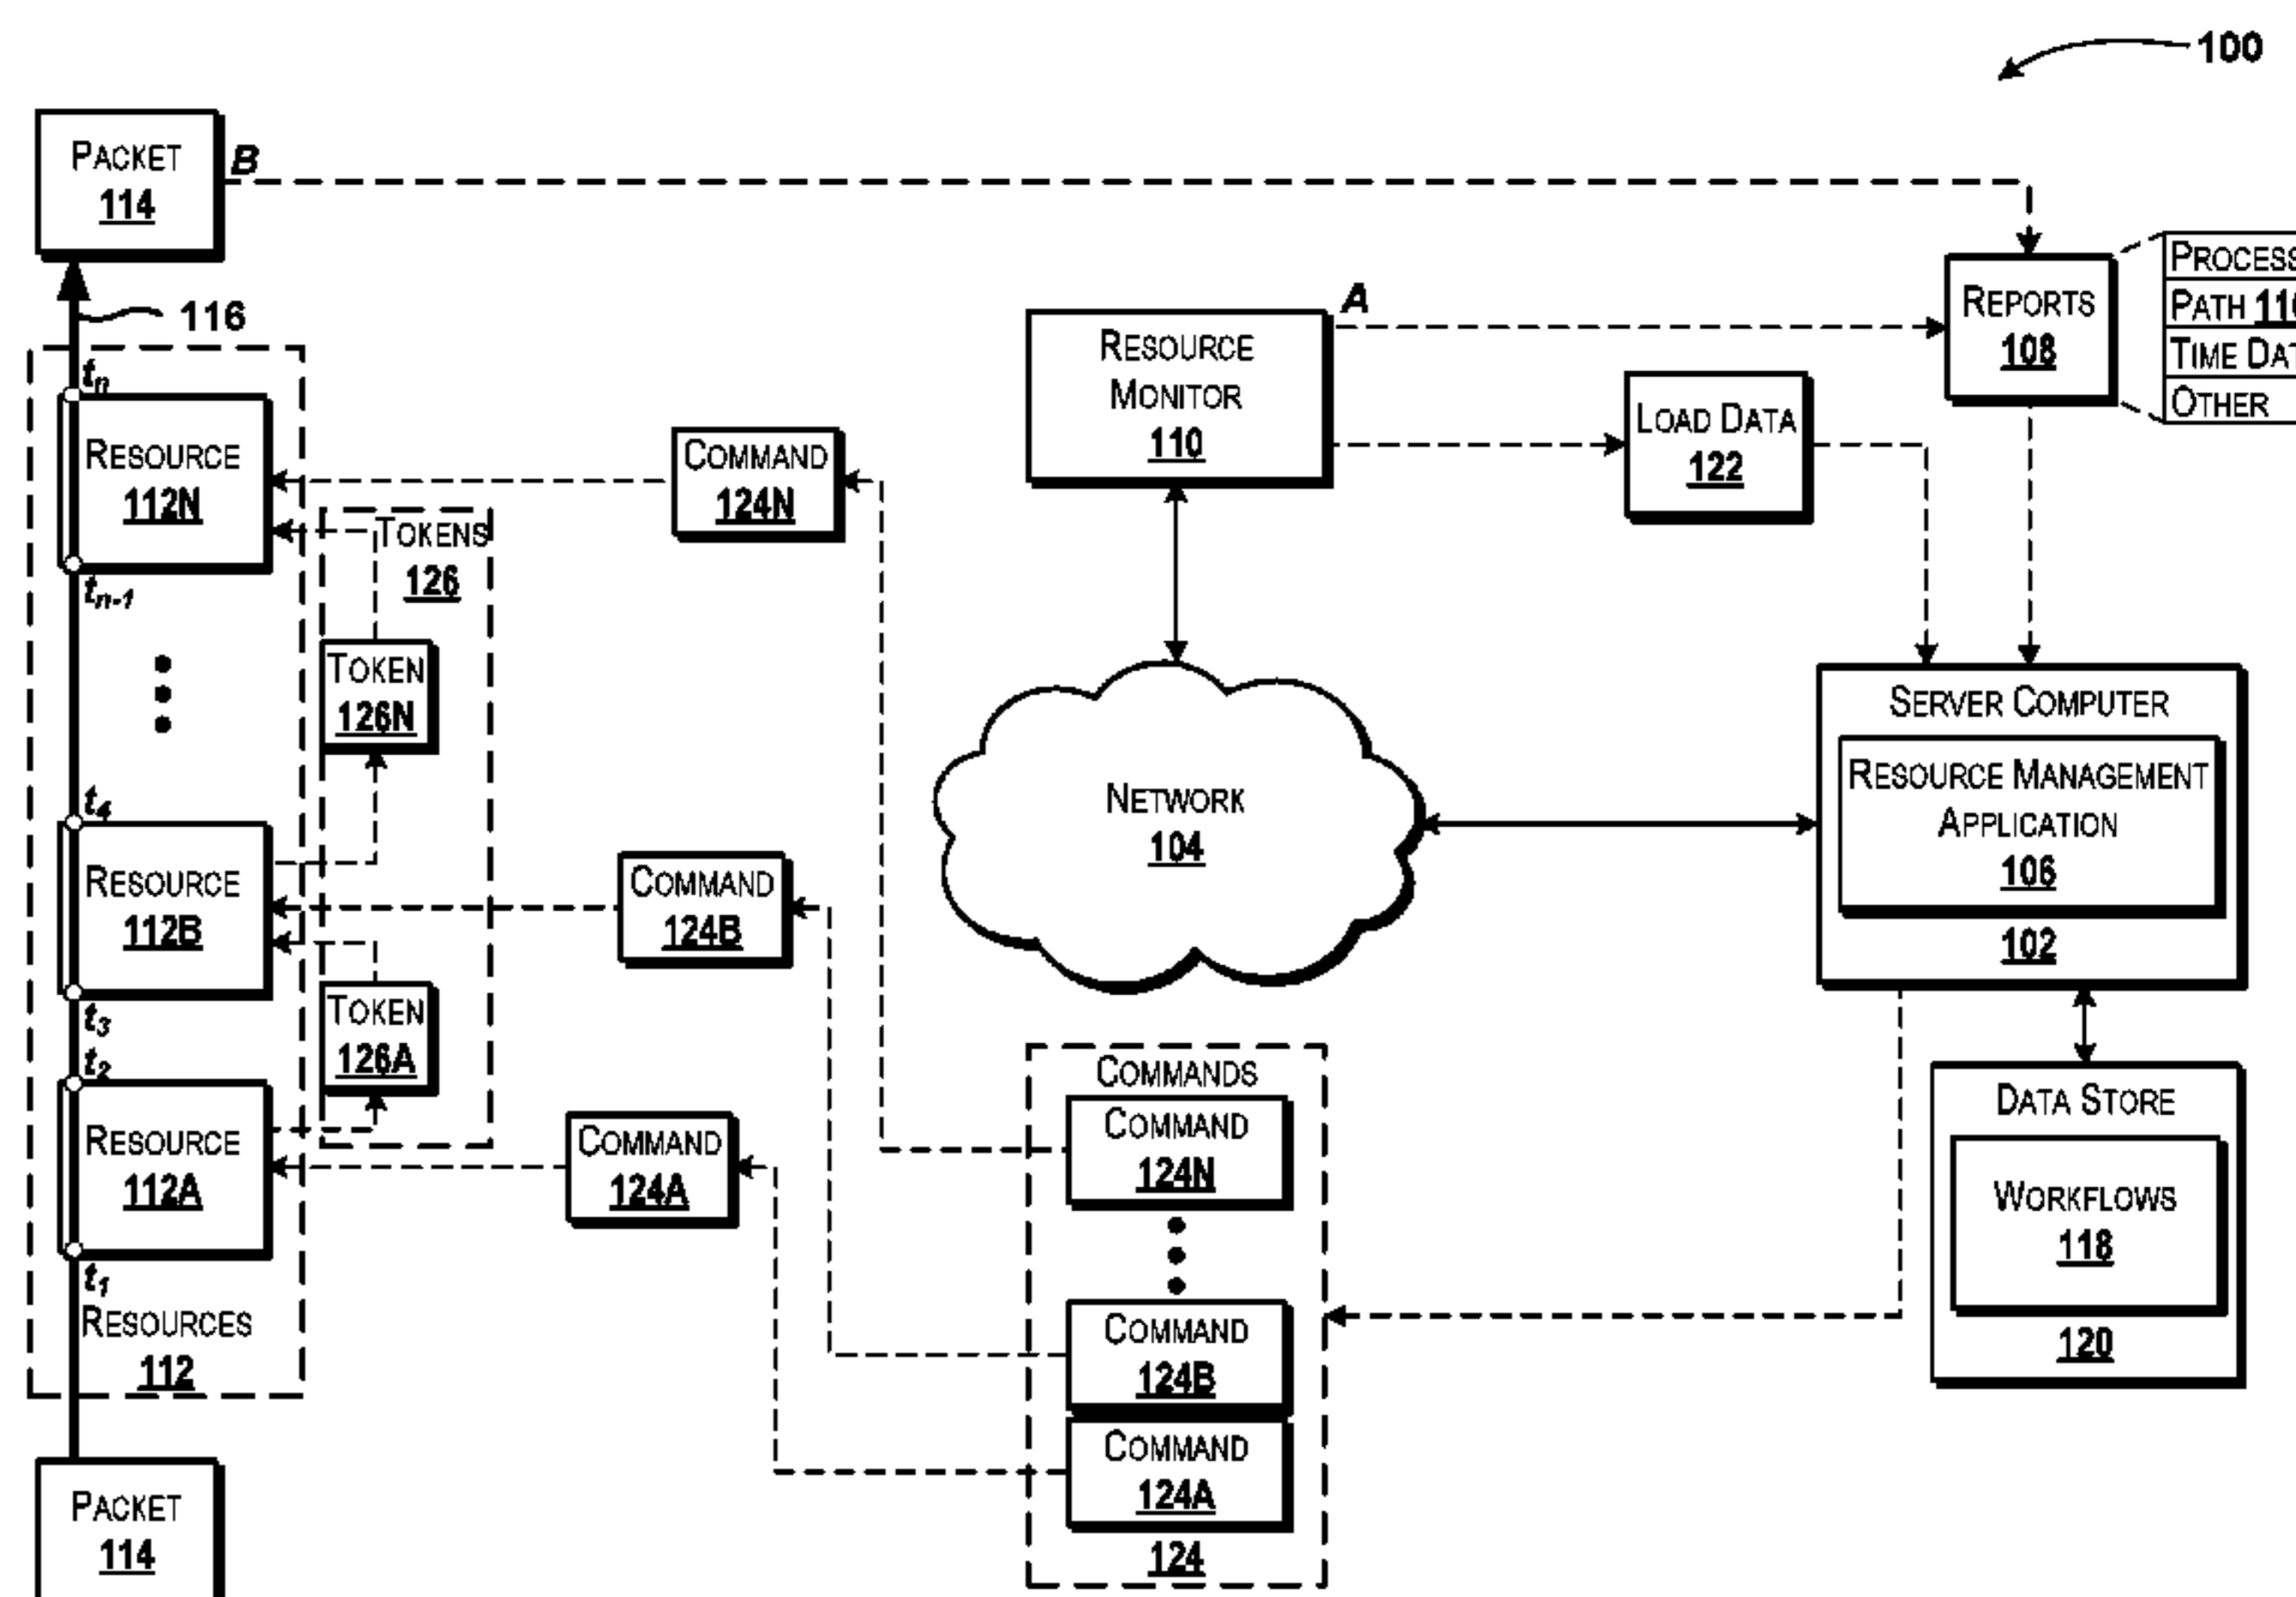 100
PACKET
114
B
116
tn
RESOURCE
112N
tn-1
t4
RESOURCE
112B
t3
t2
RESOURCE
112A
t1
RESOURCES
112
PACKET
114
TOKENS
126
TOKEN
126N
TOKEN
126A
COMMAND
124N
COMMAND
124B
COMMAND
124A
RESOURCE
MONITOR
110
A
LOAD DATA
122
REPORTS
108
PATH
TIME
OTHER
NETWORK
104
SERVER COMPUTER
RESOURCE MANAGEMENT
APPLICATION
106
102
DATA STORE
WORKFLOWS
118
120
COMMANDS
COMMAND
124N
COMMAND
124B
COMMAND
124A
124